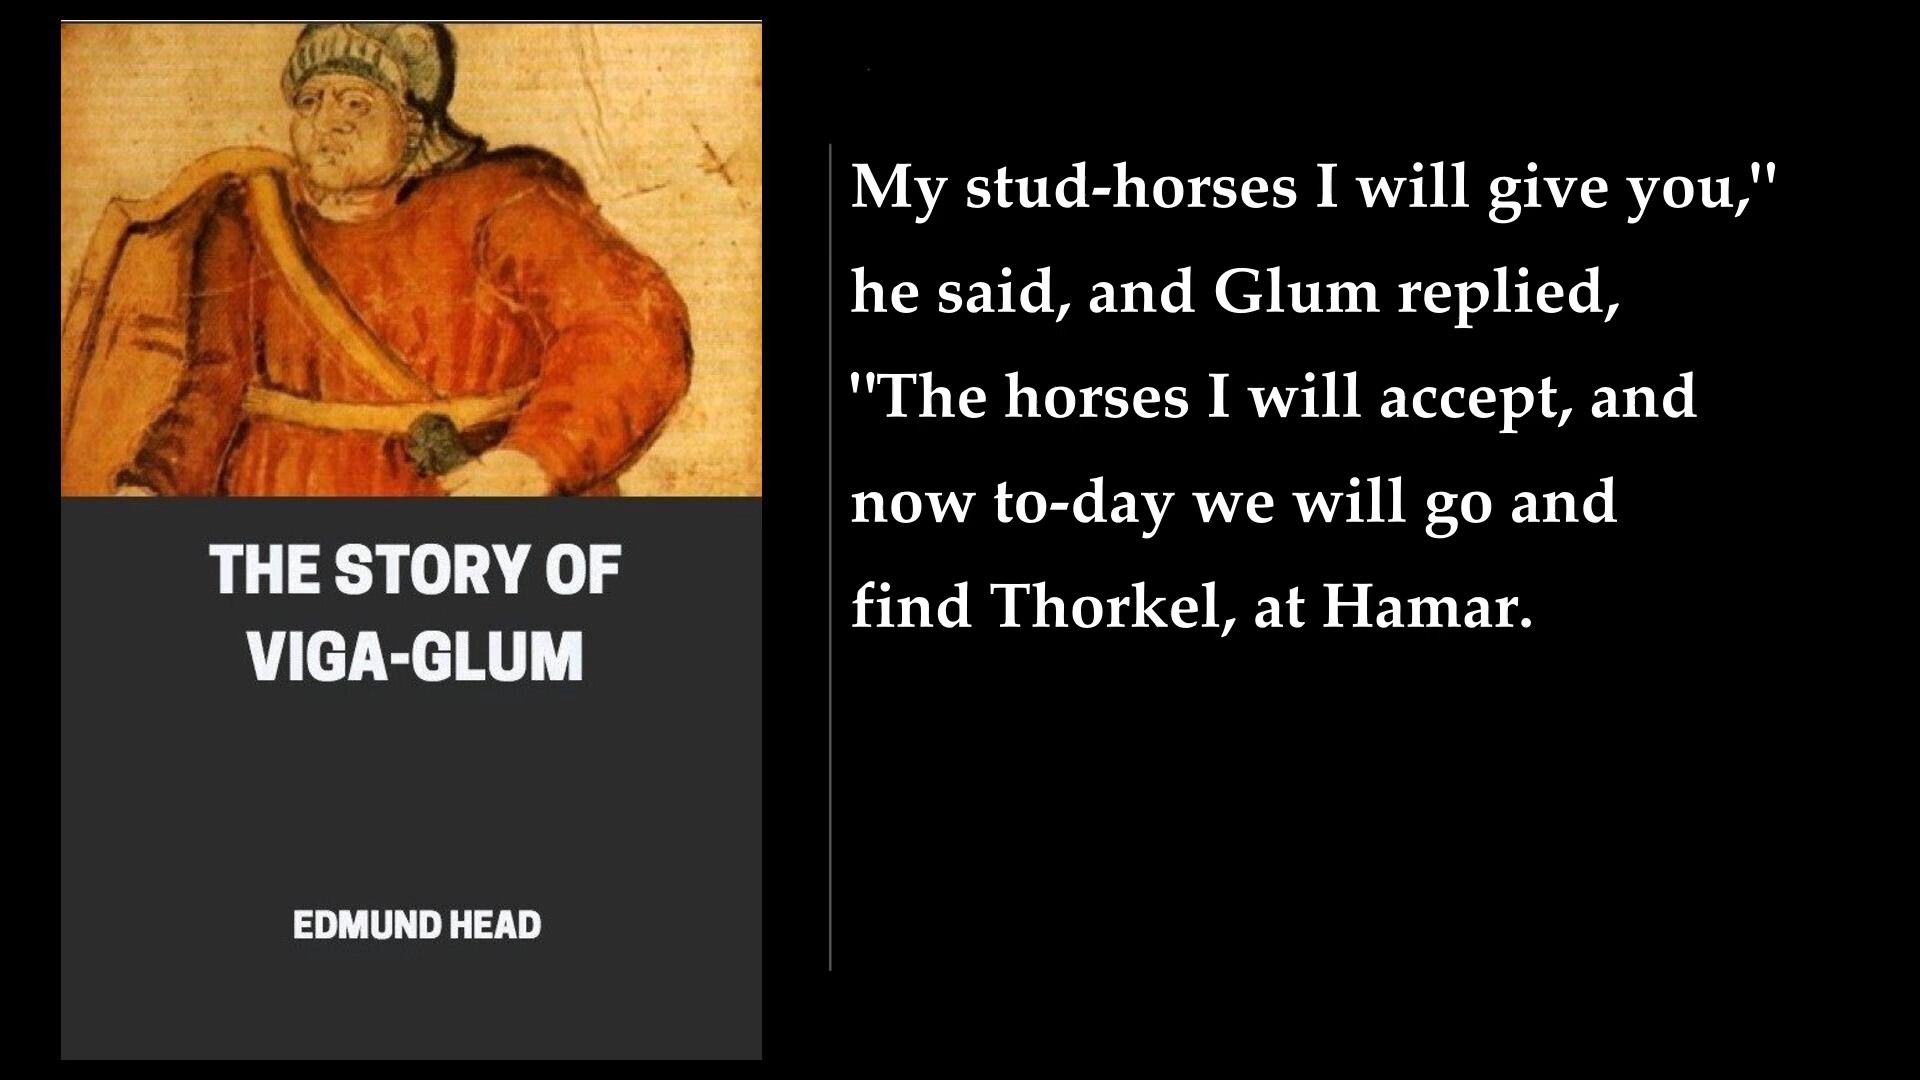 THE STORY OF
VIGA-GLUM
EDMUND HEAD
My stud-horses I will give you,"
he said, and Glum replied,
"The horses I will accept, and
now to-day we will go and
find Thorkel, at Hamar.